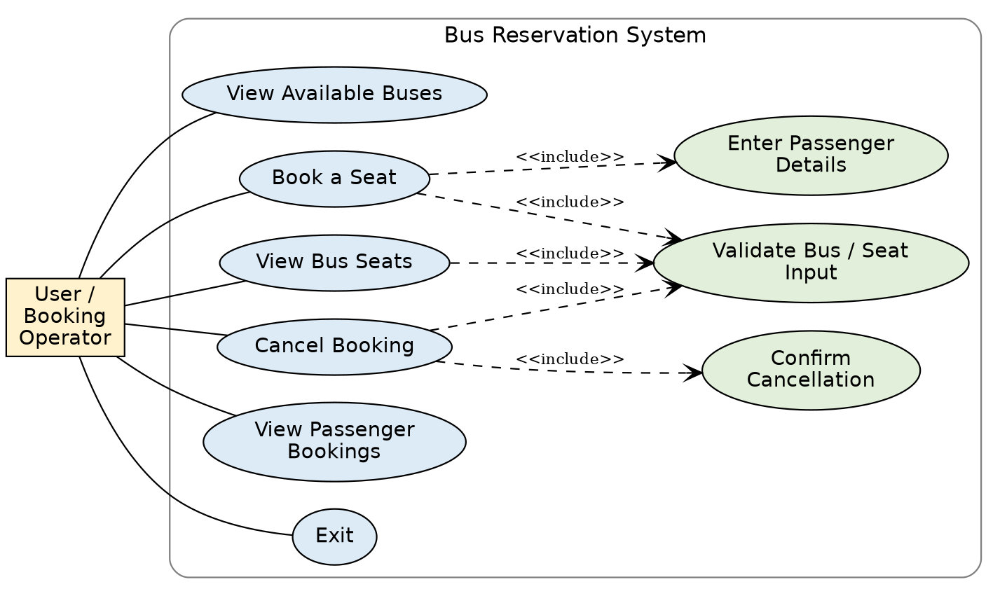 Bus Reservation System
View Available Buses
Book a Seat
View Bus Seats
Cancel Booking
View Passenger
Bookings
Exit
User /
Booking
Operator
<<include>>
<<include>>
<<include>>
<<include>>
<<include>>
Enter Passenger
Details
Validate Bus / Seat
Input
Confirm
Cancellation